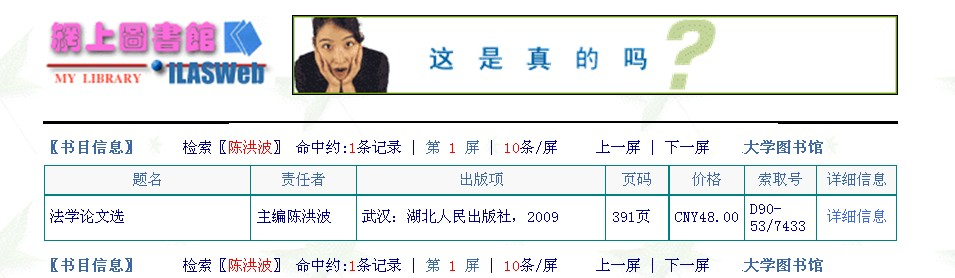 網上圖書館
MY LIBRARY ILASWeb
这是真的吗?
〖书目信息〗 检索〖陈洪波〗 命中约:1条记录 | 第 1 屏 | 10条/屏 上一屏 | 下一屏 大学图书馆
题名 责任者 出版项 页码 价格 索取号 详细信息
法学论文选 主编陈洪波 武汉: 湖北人民出版社, 2009 391页 CNY48.00 D90-
53/7433 详细信息
〖书目信息〗 检索〖陈洪波〗 命中约:1条记录 | 第 1 屏 | 10条/屏 上一屏 | 下一屏 大学图书馆